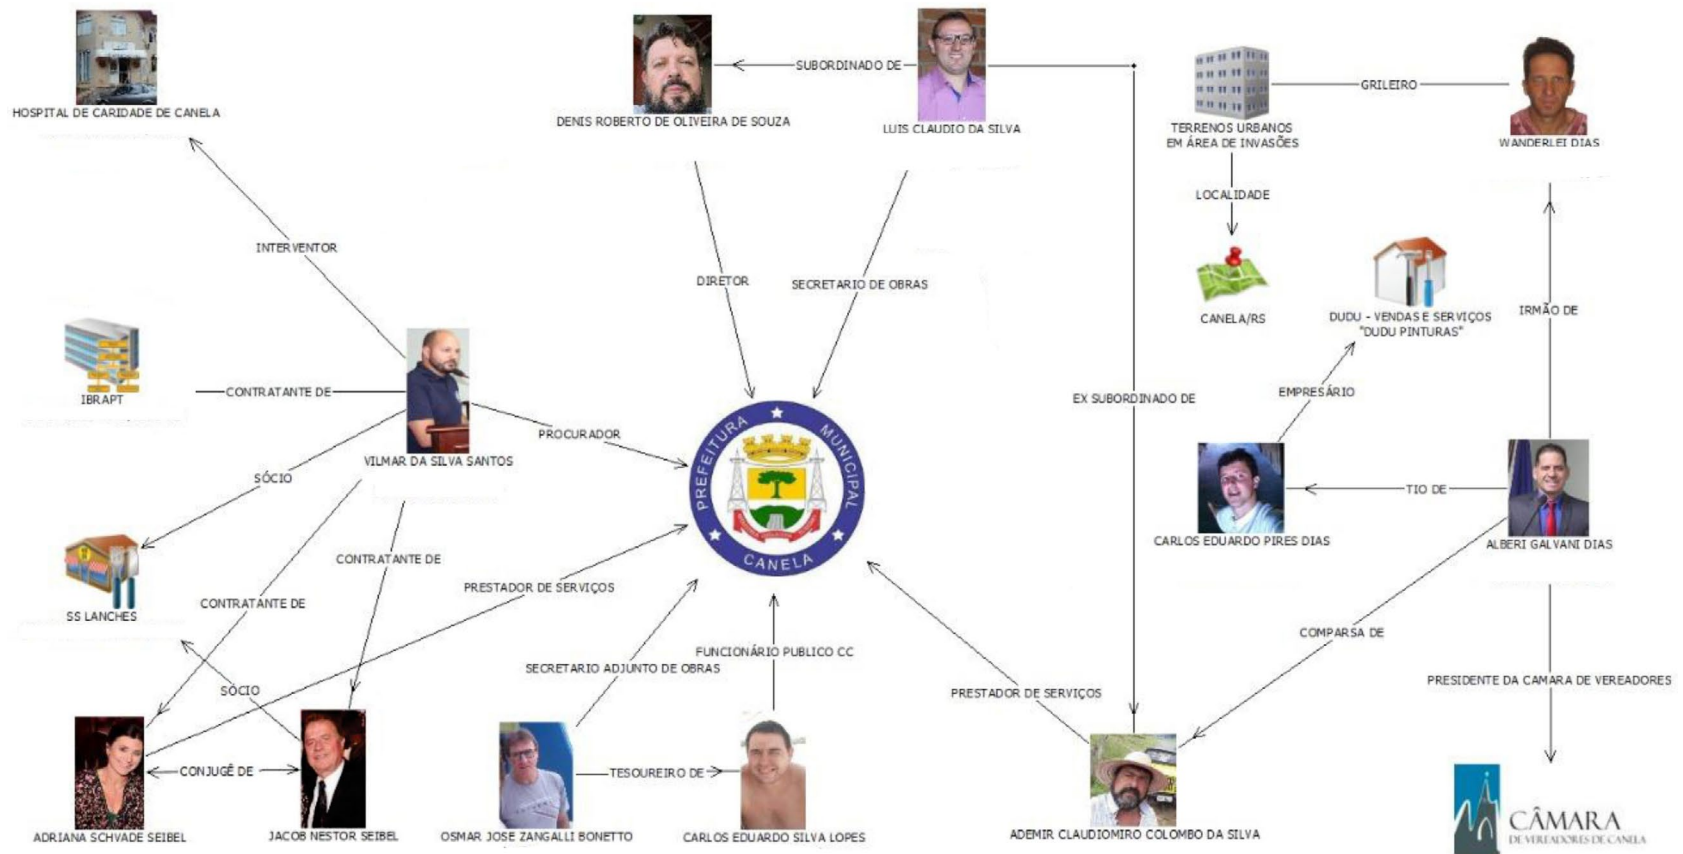 HOSPITAL DE CARIDADE DE CANELA
DENIS ROBERTO DE OLIVEIRA DE SOUZA
SUBORDINADO DE
LUIS CLAUDIO DA SILVA
TERRENOS URBANOS
EM ÁREA DE INVASÕES
GRILEIRO
WANDERLEI DIAS
LOCALIDADE
CANELA/RS
INTERVENTOR
DIRETOR
SECRETARIO DE OBRAS
DUDU - VENDAS E SERVIÇOS
"DUDU PINTURAS"
IRMÃO DE
IBRAPT
CONTRATANTE DE
VILMAR DA SILVA SANTOS
PROCURADOR
EX SUBORDINADO DE
EMPRESÁRIO
SÓCIO
PREFEITURA MUNICIPAL
CANELA
CARLOS EDUARDO PIRES DIAS
TIO DE
ALBERI GALVANI DIAS
SS LANCHES
CONTRATANTE DE
CONTRATANTE DE
PRESTADOR DE SERVIÇOS
SECRETARIO ADJUNTO DE OBRAS
FUNCIONÁRIO PUBLICO CC
COMPARSA DE
SÓCIO
PRESTADOR DE SERVIÇOS
PRESIDENTE DA CAMARA DE VEREADORES
ADRIANA SCHVADE SEIBEL
CONJUGÊ DE
JACOB NESTOR SEIBEL
OSMAR JOSE ZANGALLI BONETTO
TESOUREIRO DE
CARLOS EDUARDO SILVA LOPES
ADEMIR CLAUDIOMIRO COLOMBO DA SILVA
CÂMARA
DE VEREADORES DE CANELA